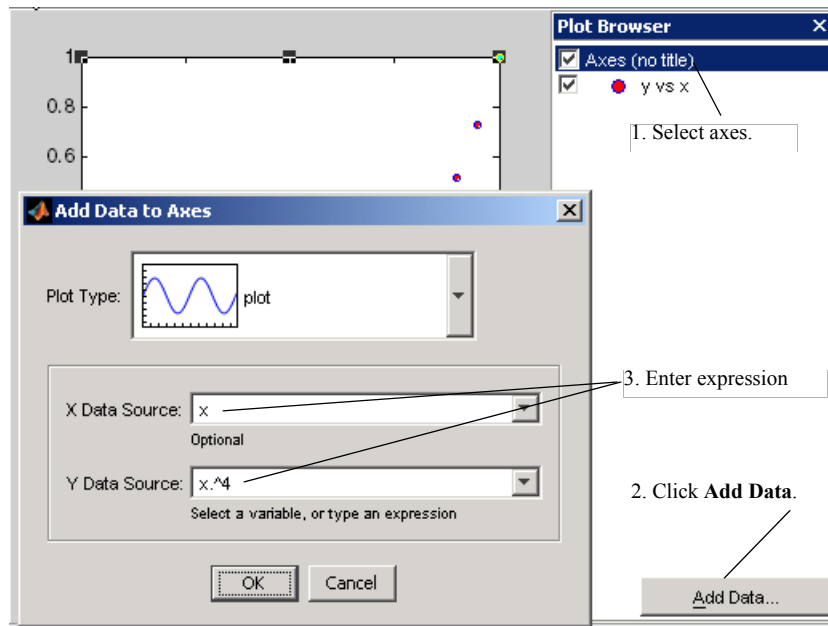 Plot Browser
1
Axes (no title)
y vs x
0.8
1. Select axes.
0.6
Add Data to Axes
Plot Type:
plot
3. Enter expression
X Data Source:
x
Optional
Y Data Source:
x.^4
Select a variable, or type an expression
2. Click Add Data.
OK
Cancel
Add Data...